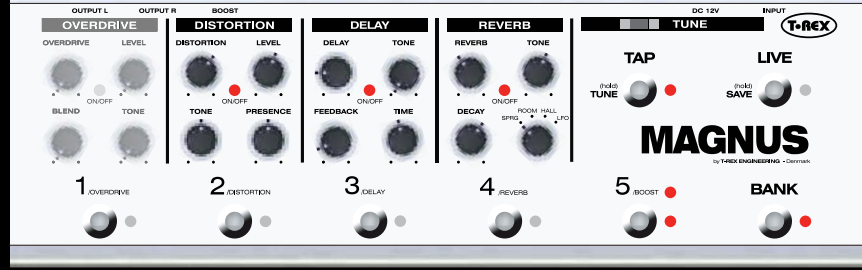 OUTPUT L OUTPUT R BOOST DC 12V INPUT
OVERDRIVE DISTORTION DELAY REVERB TUNE T-REX
OVERDRIVE LEVEL DISTORTION LEVEL DELAY TONE REVERB TONE
TAP LIVE
(hold) TUNE (hold) SAVE
ON/OFF ON/OFF ON/OFF ON/OFF
BLEND TONE TONE PRESENCE FEEDBACK TIME DECAY SPRG ROOM HALL LFO
MAGNUS
by T-REX ENGINEERING - Denmark
1 /OVERDRIVE 2 /DISTORTION 3 /DELAY 4 /REVERB 5 /BOOST BANK